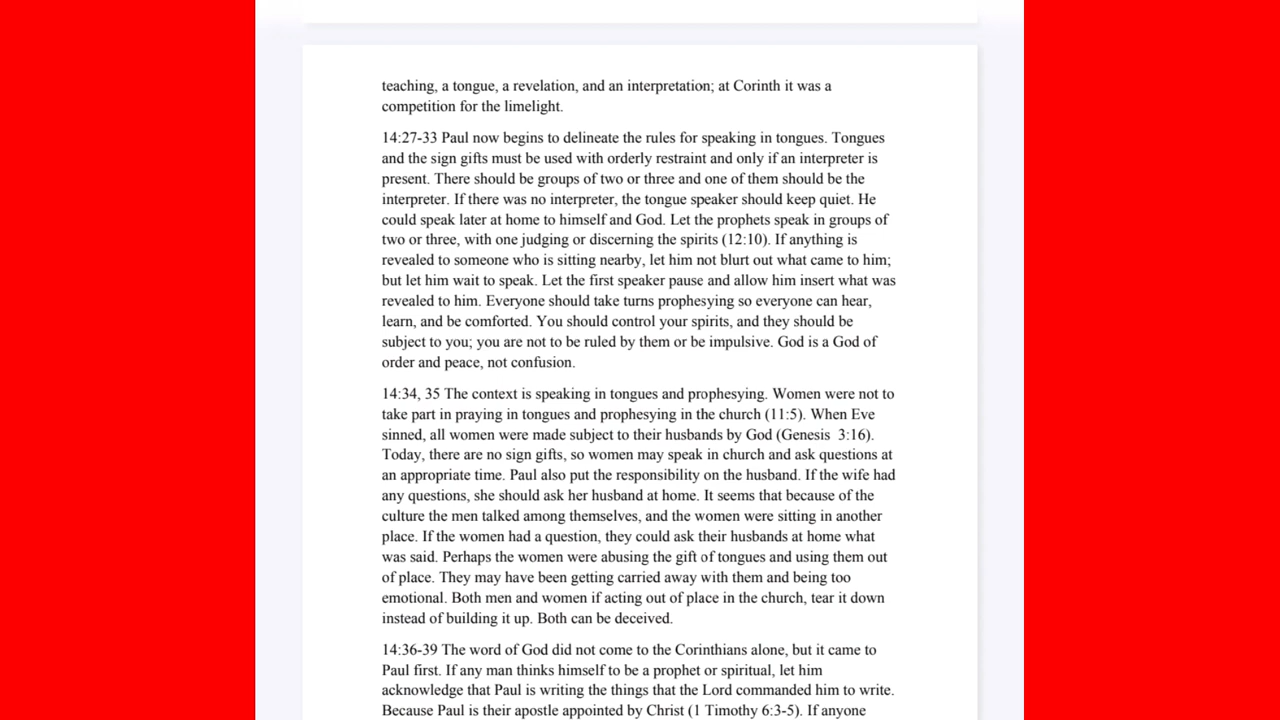 teaching, a tongue, a revelation, and an interpretation; at Corinth it was a
competition for the limelight.
14:27-33 Paul now begins to delineate the rules for speaking in tongues. Tongues
and the sign gifts must be used with orderly restraint and only if an interpreter is
present. There should be groups of two or three and one of them should be the
interpreter. If there was no interpreter, the tongue speaker should keep quiet. He
could speak later at home to himself and God. Let the prophets speak in groups of
two or three, with one judging or discerning the spirits (12:10). If anything is
revealed to someone who is sitting nearby, let him not blurt out what came to him;
but let him wait to speak. Let the first speaker pause and allow him insert what was
revealed to him. Everyone should take turns prophesying so everyone can hear,
learn, and be comforted. You should control your spirits, and they should be
subject to you; you are not to be ruled by them or be impulsive. God is a God of
order and peace, not confusion.
14:34, 35 The context is speaking in tongues and prophesying. Women were not to
take part in praying in tongues and prophesying in the church (11:5). When Eve
sinned, all women were made subject to their husbands by God (Genesis  3:16).
Today, there are no sign gifts, so women may speak in church and ask questions at
an appropriate time. Paul also put the responsibility on the husband. If the wife had
any questions, she should ask her husband at home. It seems that because of the
culture the men talked among themselves, and the women were sitting in another
place. If the women had a question, they could ask their husbands at home what
was said. Perhaps the women were abusing the gift of tongues and using them out
of place. They may have been getting carried away with them and being too
emotional. Both men and women if acting out of place in the church, tear it down
instead of building it up. Both can be deceived.
14:36-39 The word of God did not come to the Corinthians alone, but it came to
Paul first. If any man thinks himself to be a prophet or spiritual, let him
acknowledge that Paul is writing the things that the Lord commanded him to write.
Because Paul is their apostle appointed by Christ (1 Timothy 6:3-5). If anyone